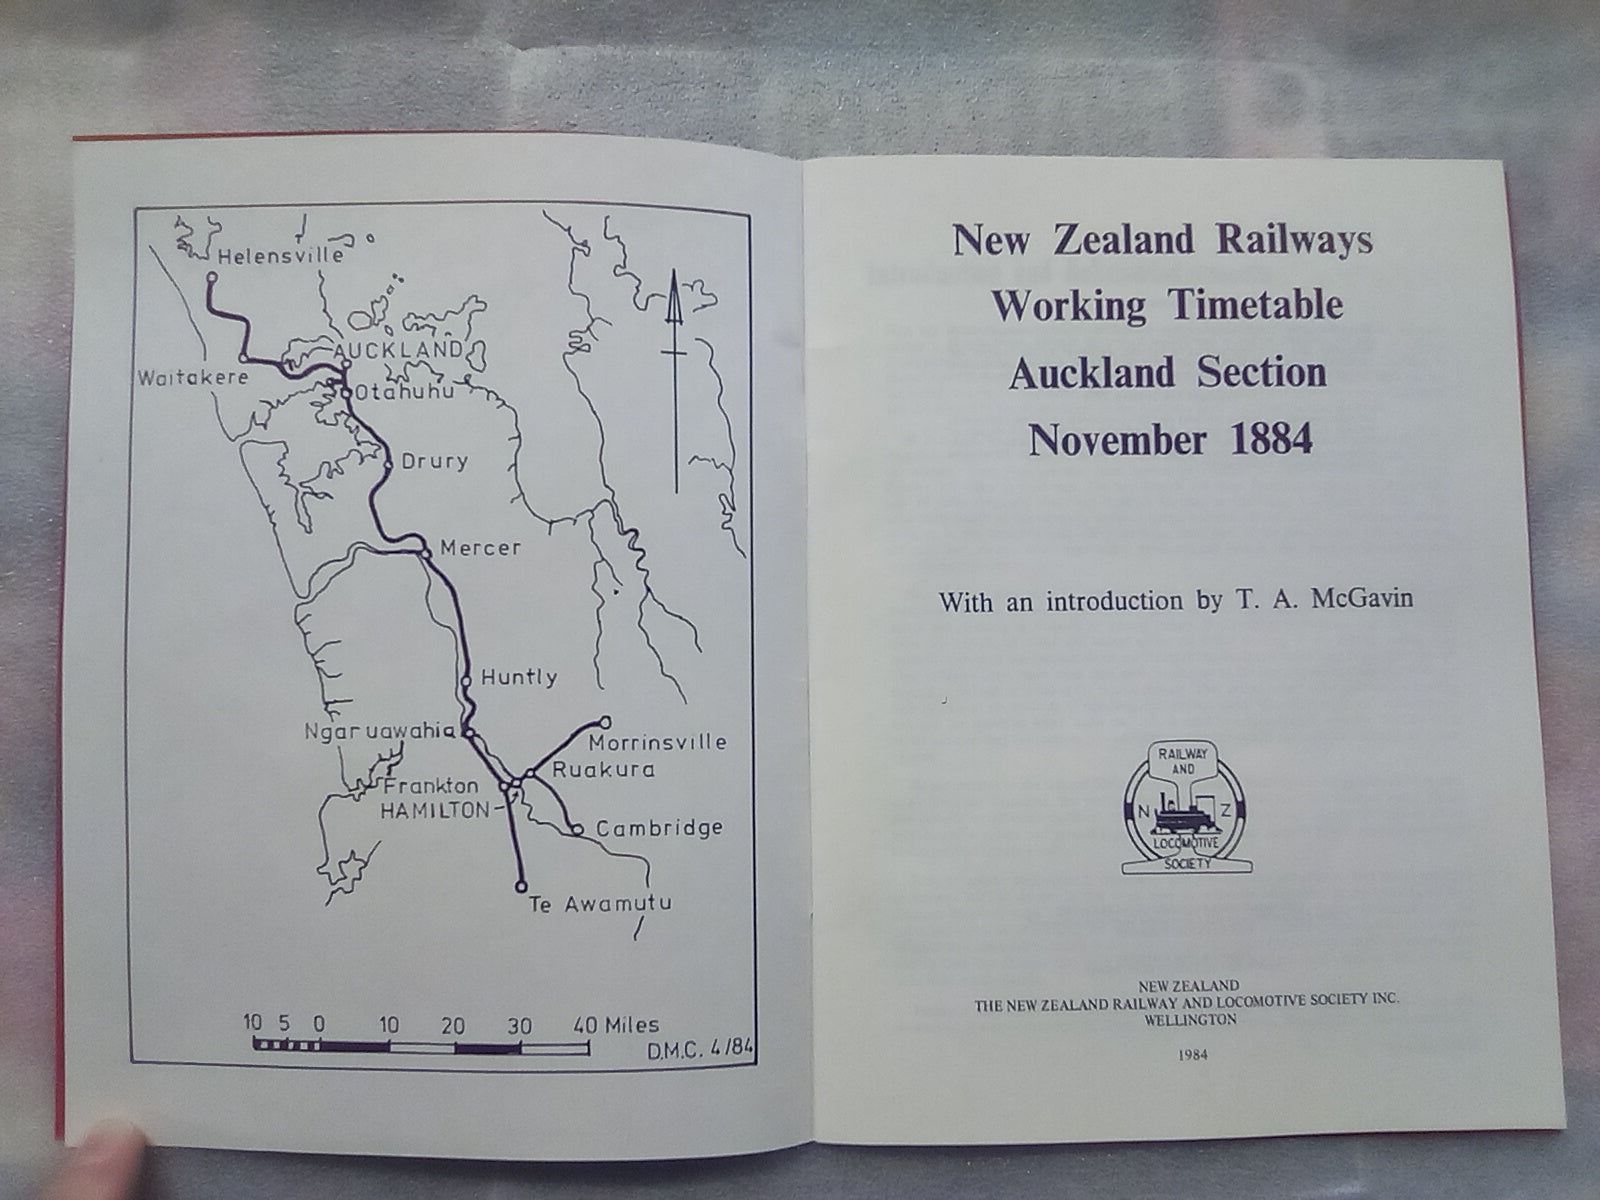 Helensville
AUCKLAND
Waitakere
Otahuhu
Drury
Mercer
Huntly
Ngaruawahia
Morrinsville
Ruakura
Frankton
HAMILTON
Cambridge
Te Awamutu
10 5 0 10 20 30 40 Miles
D.M.C. 4/84
New Zealand Railways
Working Timetable
Auckland Section
November 1884
With an introduction by T. A. McGavin
RAILWAY
AND
N Z
LOCOMOTIVE
SOCIETY
NEW ZEALAND
THE NEW ZEALAND RAILWAY AND LOCOMOTIVE SOCIETY INC.
WELLINGTON
1984